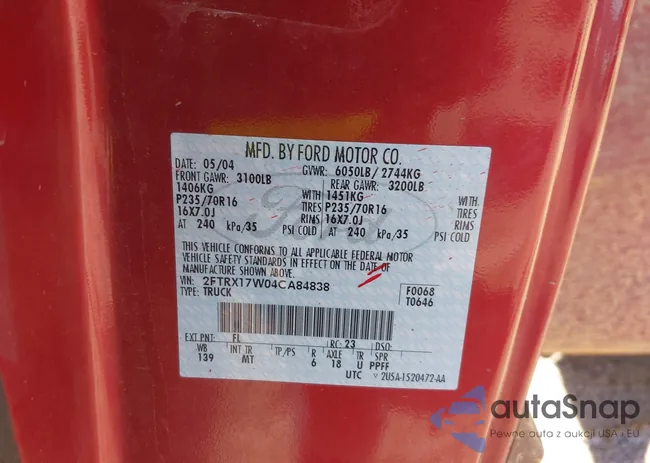 MFD. BY FORD MOTOR CO.
DATE: 05/04 GVWR: 6050LB/ 2744KG
FRONT GAWR: 3100LB REAR GAWR: 3200LB
1406KG WITH 1451KG WITH
P235/70R16 TIRES P235/70R16 TIRES
16X7.0J RIMS 16X7.0J RIMS
AT 240 kPa/35 PSI COLD AT 240 kPa/35 PSI COLD
Ford
THIS VEHICLE CONFORMS TO ALL APPLICABLE FEDERAL MOTOR
VEHICLE SAFETY STANDARDS IN EFFECT ON THE DATE OF
MANUFACTURE SHOWN ABOVE.
VIN: 2FTRX17W04CA84838 F0068
TYPE: TRUCK T0646
EXT PNT: FL RC: 23 DSO:
WB INT TR TP/PS R AXLE TR SPR
139 MT 6 18 U PPFF
UTC ▽ 2U5A-1520472-AA
autaSnap
Pewne auta z aukcji USA i EU